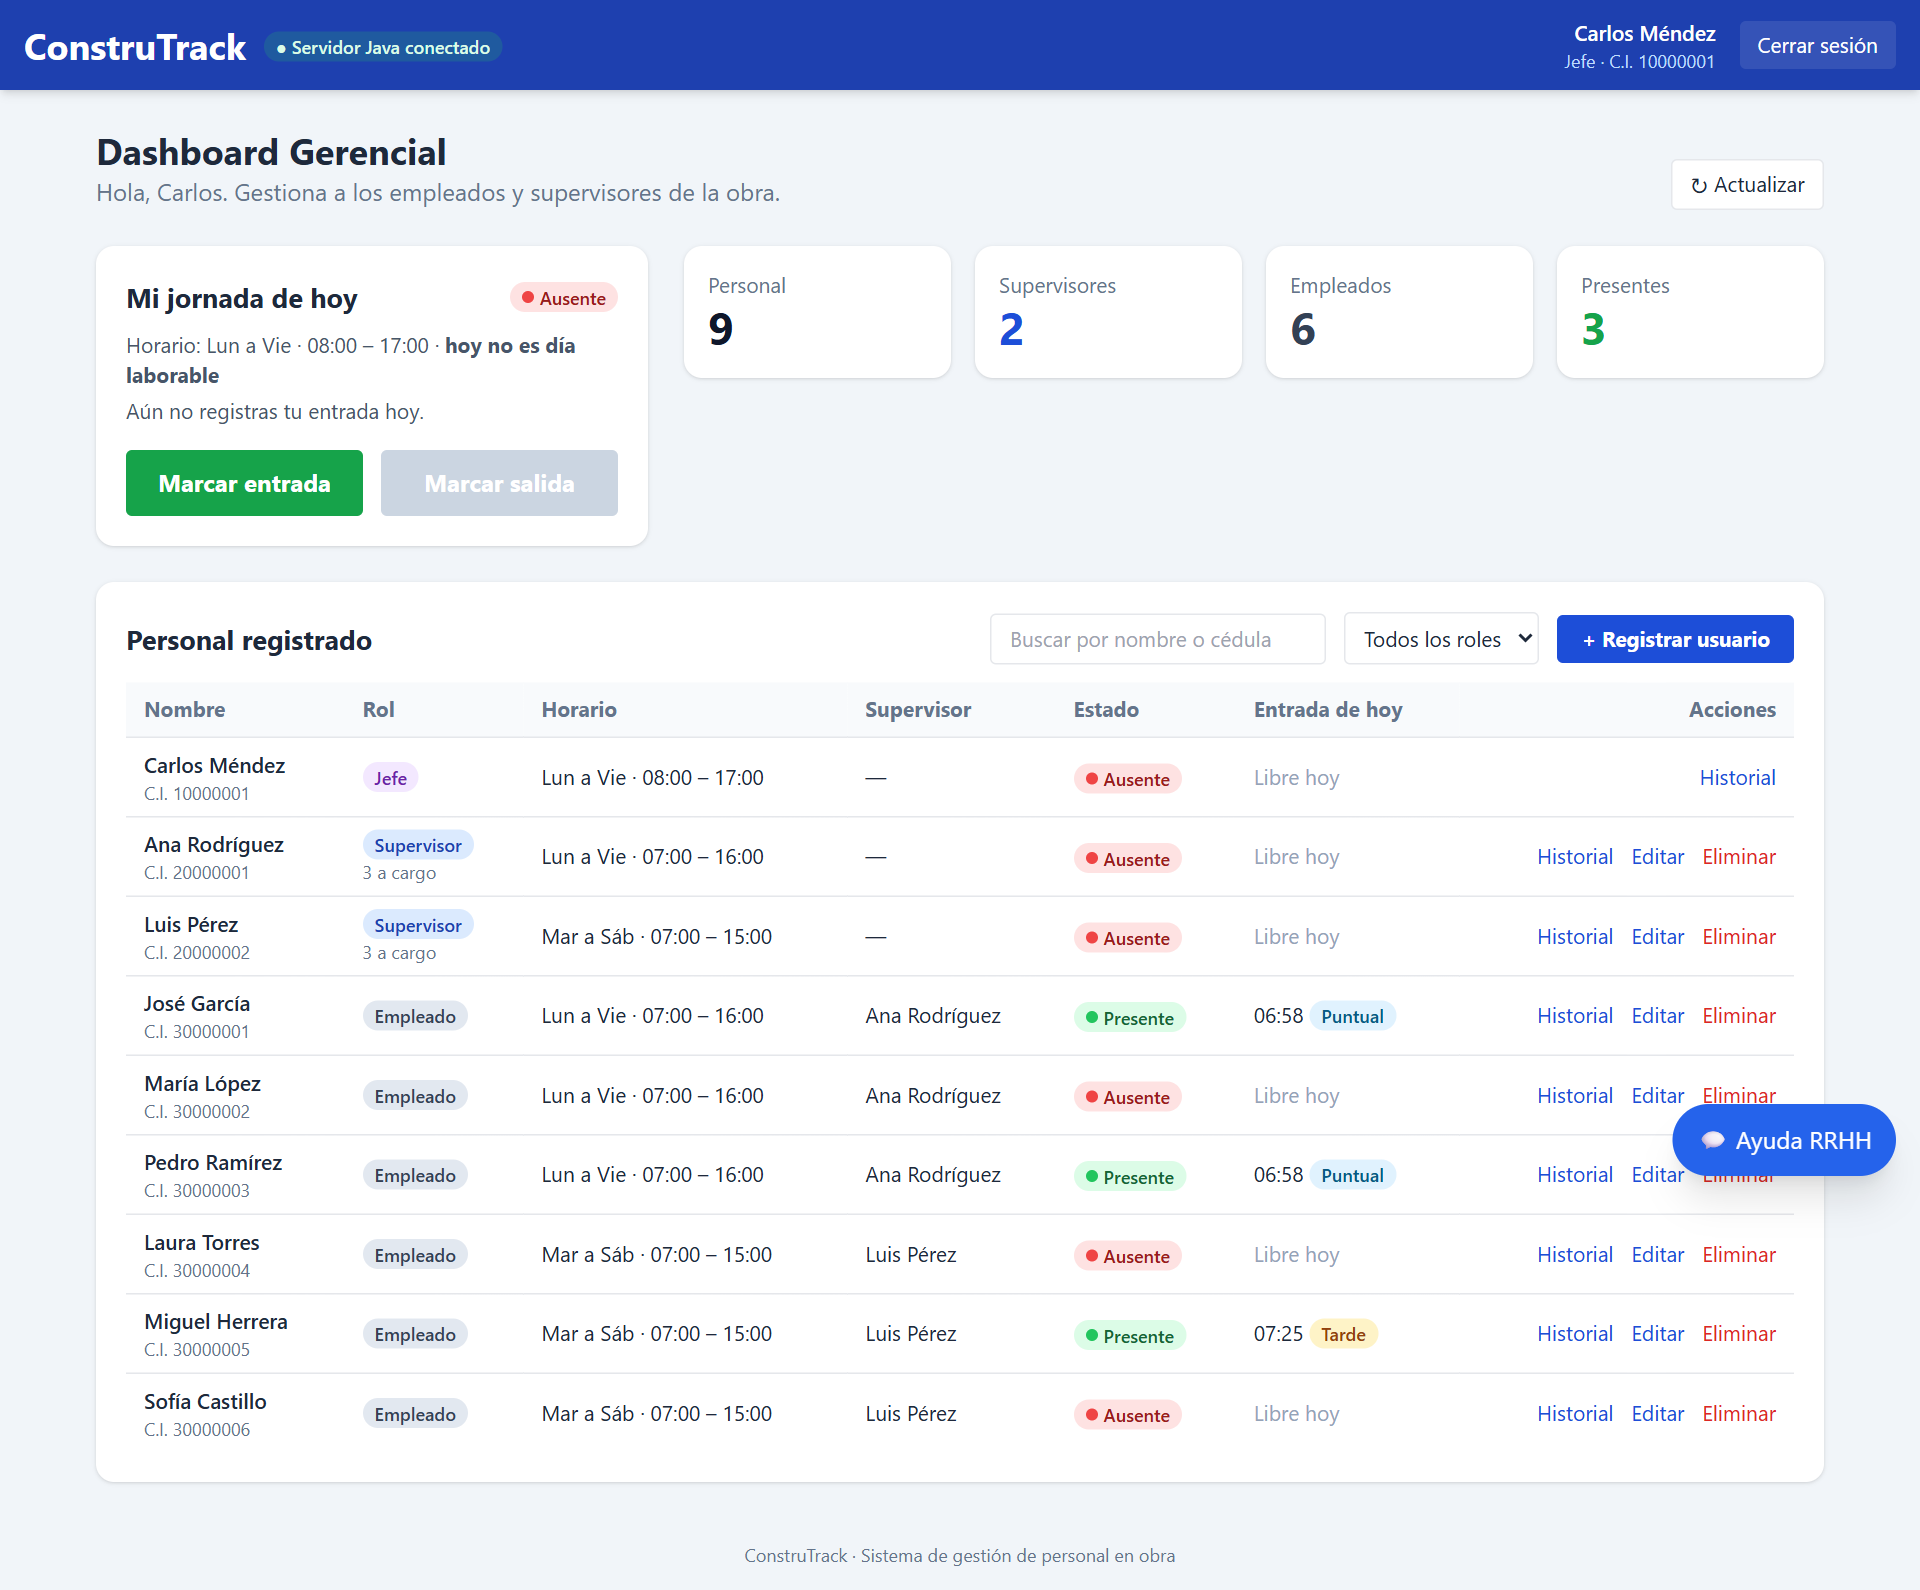 ConstruTrack
● Servidor Java conectado
Carlos Méndez
Jefe · C.I. 10000001
Cerrar sesión
Dashboard Gerencial
Hola, Carlos. Gestiona a los empleados y supervisores de la obra.
↻ Actualizar
Mi jornada de hoy
Ausente
Horario: Lun a Vie · 08:00 – 17:00 · hoy no es día
laborable
Aún no registras tu entrada hoy.
Marcar entrada
Marcar salida
Personal
9
Supervisores
2
Empleados
6
Presentes
3
Personal registrado
Buscar por nombre o cédula
Todos los roles
+ Registrar usuario
Nombre Rol Horario Supervisor Estado Entrada de hoy Acciones
Carlos Méndez
C.I. 10000001
Jefe
Lun a Vie · 08:00 – 17:00
—
Ausente
Libre hoy
Historial
Ana Rodríguez
C.I. 20000001
Supervisor
3 a cargo
Lun a Vie · 07:00 – 16:00
—
Ausente
Libre hoy
Historial Editar Eliminar
Luis Pérez
C.I. 20000002
Supervisor
3 a cargo
Mar a Sáb · 07:00 – 15:00
—
Ausente
Libre hoy
Historial Editar Eliminar
José García
C.I. 30000001
Empleado
Lun a Vie · 07:00 – 16:00
Ana Rodríguez
Presente
06:58 Puntual
Historial Editar Eliminar
María López
C.I. 30000002
Empleado
Lun a Vie · 07:00 – 16:00
Ana Rodríguez
Ausente
Libre hoy
Historial Editar Eliminar
Ayuda RRHH
Pedro Ramírez
C.I. 30000003
Empleado
Lun a Vie · 07:00 – 16:00
Ana Rodríguez
Presente
06:58 Puntual
Historial Editar
Laura Torres
C.I. 30000004
Empleado
Mar a Sáb · 07:00 – 15:00
Luis Pérez
Ausente
Libre hoy
Historial Editar Eliminar
Miguel Herrera
C.I. 30000005
Empleado
Mar a Sáb · 07:00 – 15:00
Luis Pérez
Presente
07:25 Tarde
Historial Editar Eliminar
Sofía Castillo
C.I. 30000006
Empleado
Mar a Sáb · 07:00 – 15:00
Luis Pérez
Ausente
Libre hoy
Historial Editar Eliminar
ConstruTrack · Sistema de gestión de personal en obra